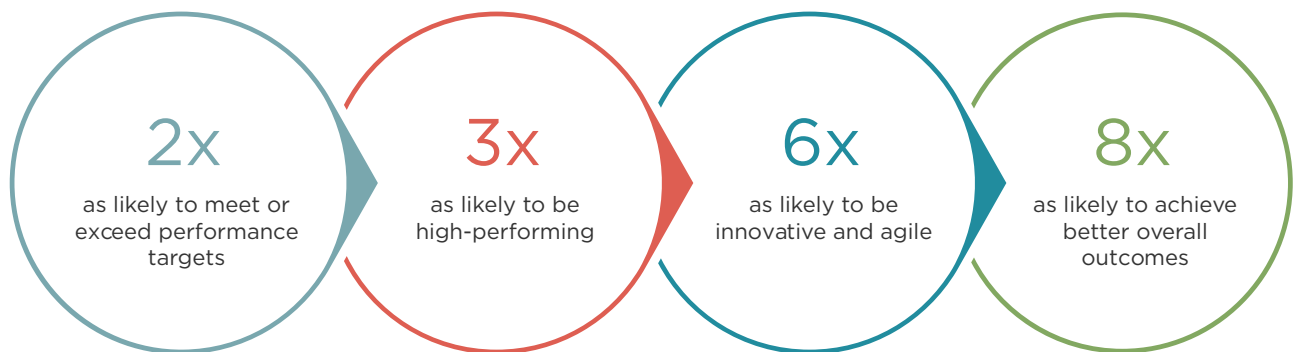 2x
as likely to meet or
exceed performance
targets
3x
as likely to be
high-performing
6x
as likely to be
innovative and agile
8x
as likely to achieve
better overall
outcomes